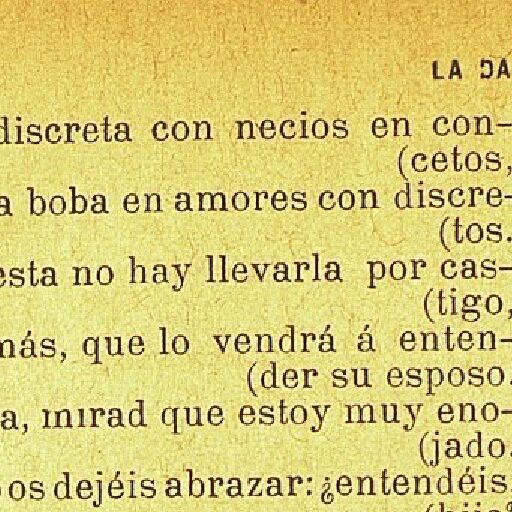 LA DA
discreta con necios en con-
(cetos,
a boba en amores con discre-
(tos.
esta no hay llevarla por cas-
(tigo,
más, que lo vendrá á enten-
(der su esposo.
a, mirad que estoy muy eno-
(jado.
os dejéis abrazar: ¿entendéis,